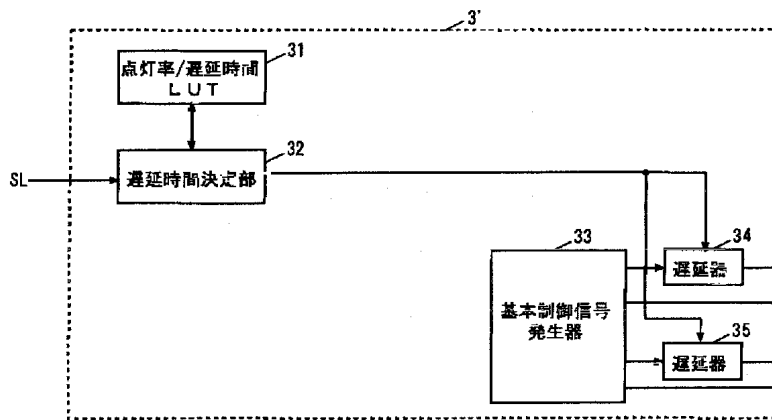 3'
31
点灯率/遅延時間
LUT
32
SL
遅延時間決定部
33
34
遅延器
基本制御信号
発生器
35
遅延器